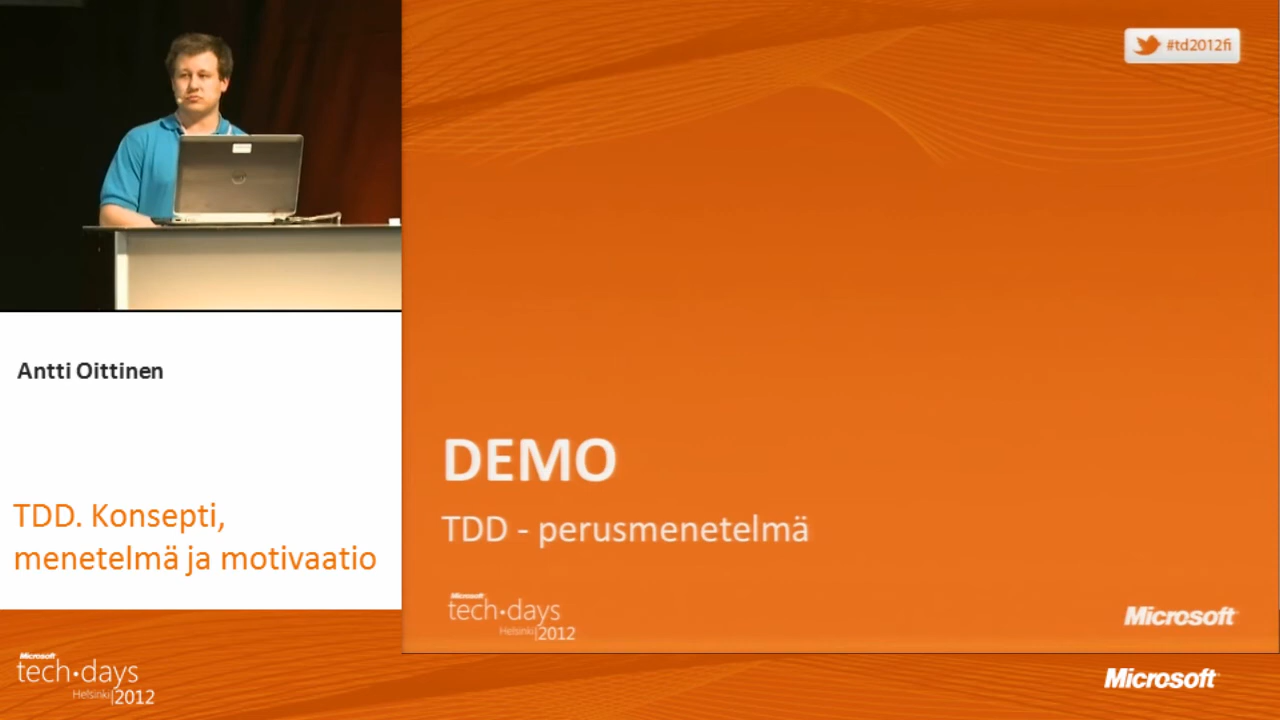 #td2012fi
Antti Oittinen
TDD. Konsepti,
menetelmä ja motivaatio
DEMO
TDD - perusmenetelmä
Microsoft
tech·days
Helsinki|2012
Microsoft
Microsoft
tech·days
Helsinki|2012
Microsoft